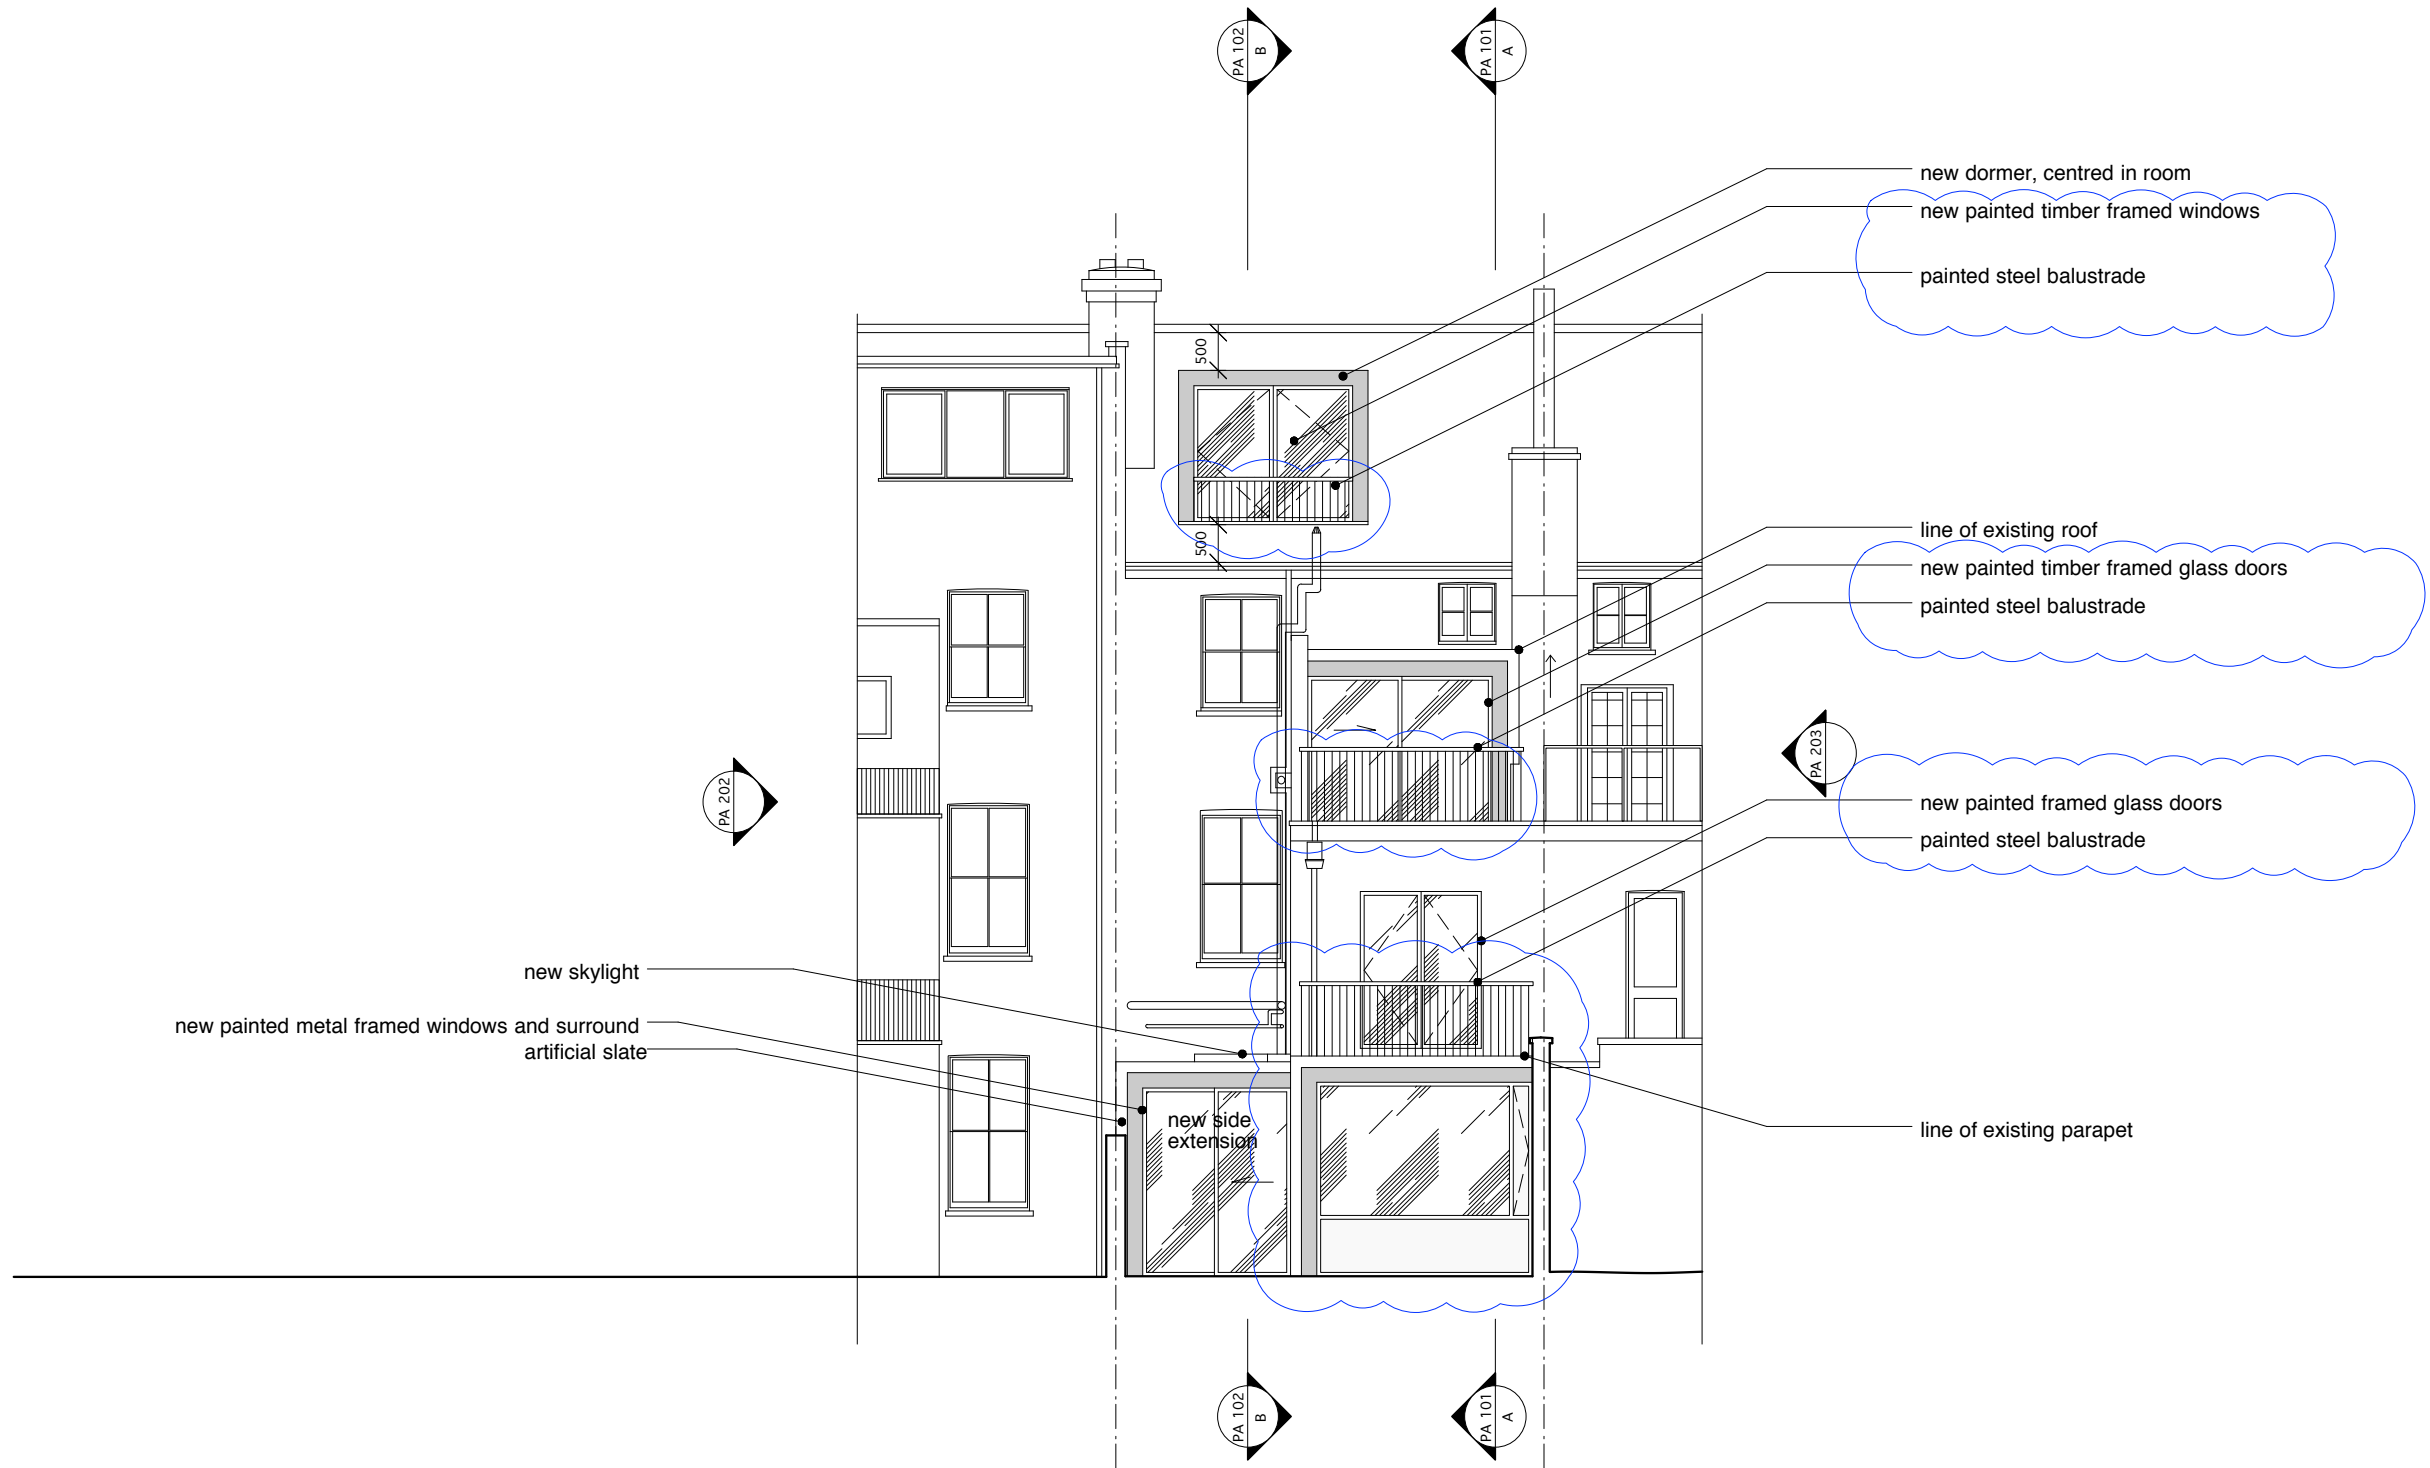 PA 102
B
PA 101
A
new dormer, centred in room
new painted timber framed windows
painted steel balustrade
500
500
line of existing roof
new painted timber framed glass doors
painted steel balustrade
PA 202
PA 203
new painted framed glass doors
painted steel balustrade
new skylight
new painted metal framed windows and surround
artificial slate
new side
extension
line of existing parapet
PA 102
B
PA 101
A